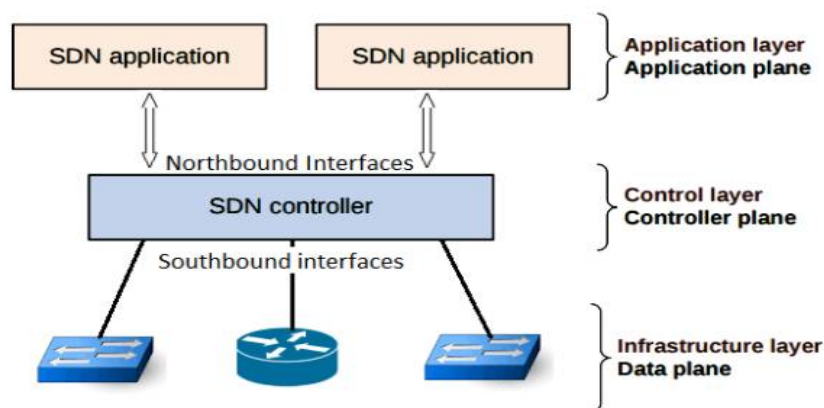 SDN application
SDN application
Application layer
Application plane
Northbound Interfaces
SDN controller
Control layer
Controller plane
Southbound interfaces
Infrastructure layer
Data plane